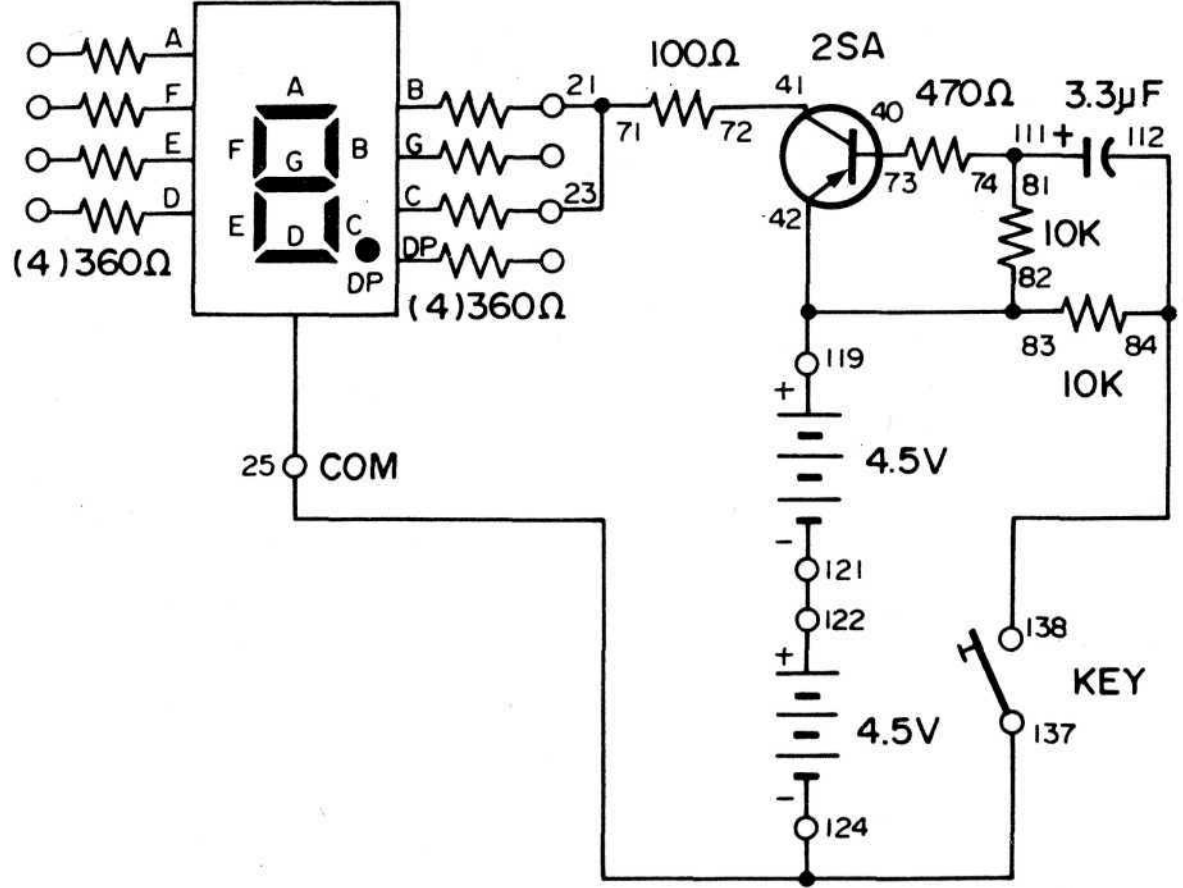 A
F
E
D
(4)360Ω
A
F
G
B
E
D
C
DP
B
G
C
DP
(4)360Ω
21
23
71
100Ω
72
2SA
41
40
42
470Ω
73
74
3.3μF
111
+
112
81
10K
82
83
84
10K
25
COM
119
+
4.5V
-
121
122
+
4.5V
-
124
138
KEY
137